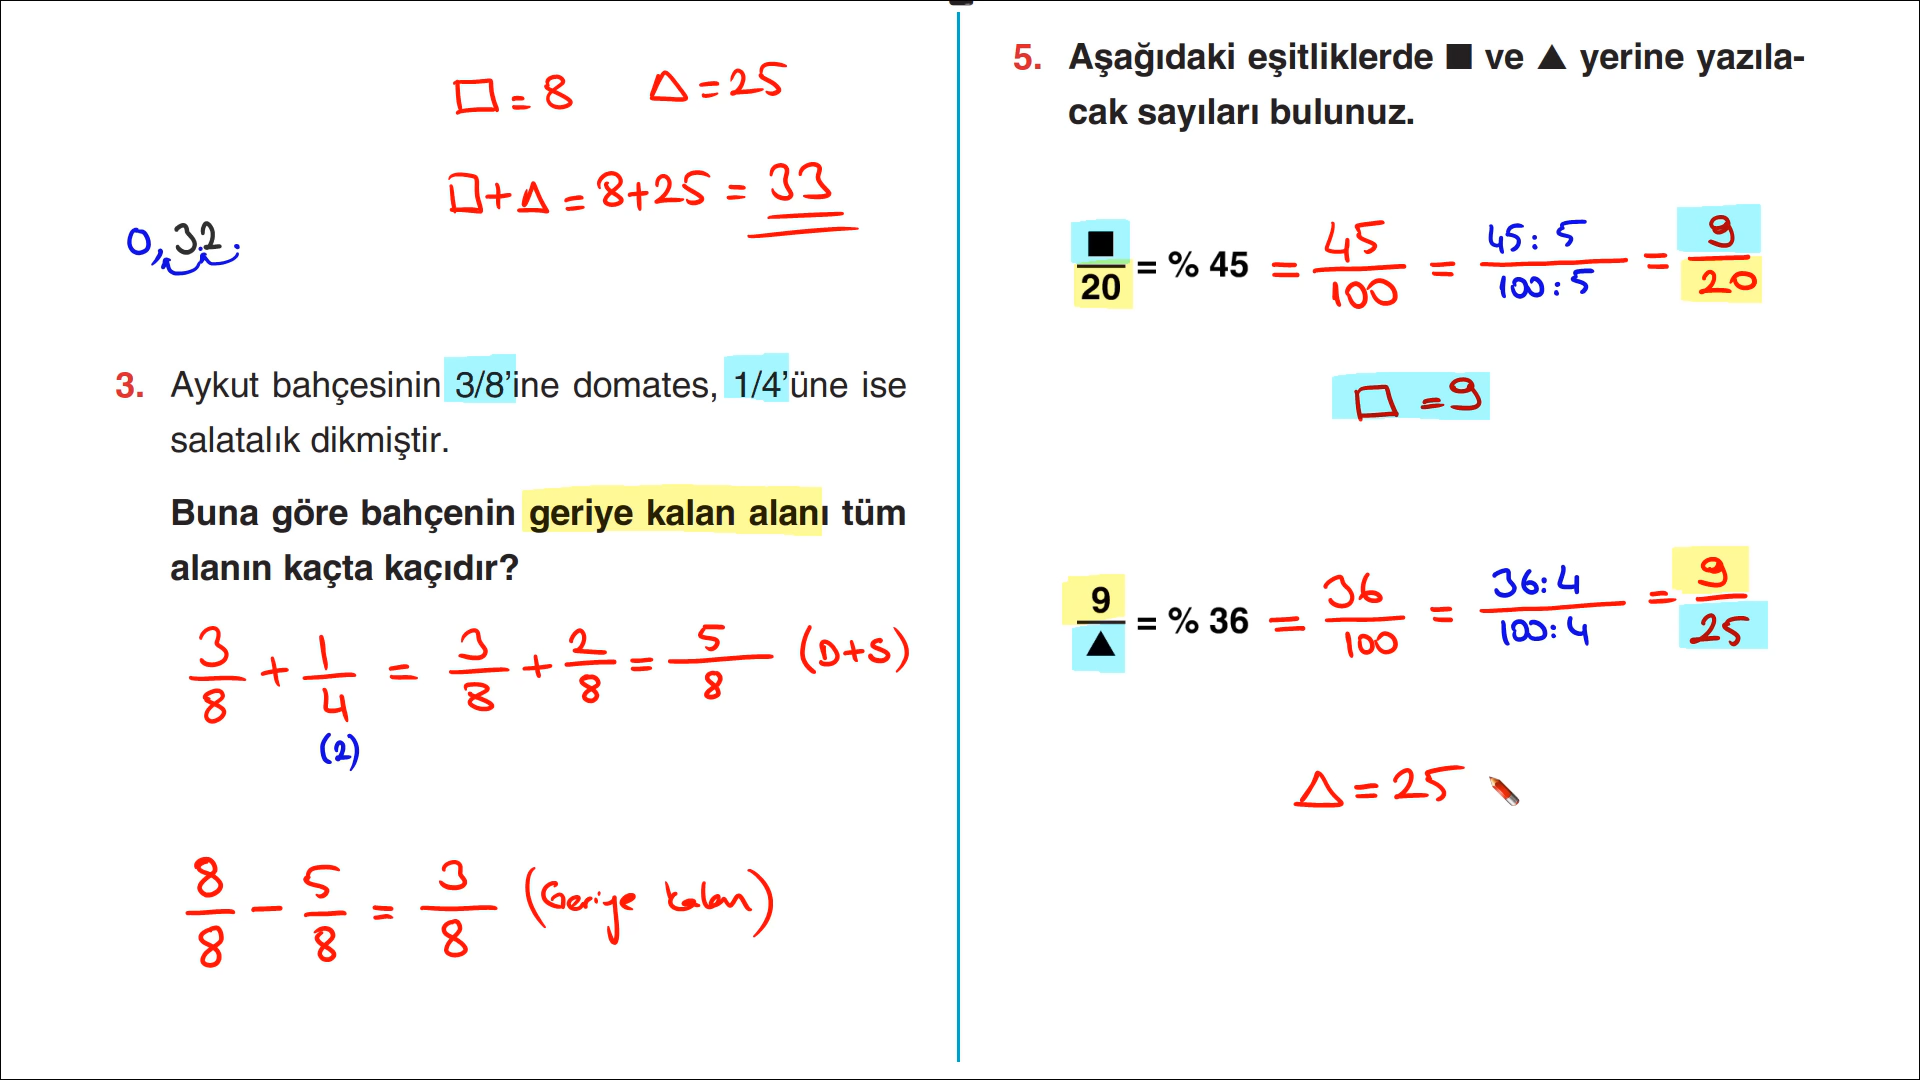 □ = 8   △ = 25
□ + △ = 8 + 25 = 33
0,32.
3. Aykut bahçesinin 3/8'ine domates, 1/4'üne ise
salatalık dikmiştir.
Buna göre bahçenin geriye kalan alanı tüm
alanın kaçta kaçıdır?
3/8 + 1/4 = 3/8 + 2/8 = 5/8 (D+S)
(2)
8/8 - 5/8 = 3/8 (Geriye kalan)
5. Aşağıdaki eşitliklerde ■ ve ▲ yerine yazıla-
cak sayıları bulunuz.
■/20 = % 45 = 45/100 = 45:5/100:5 = 9/20
□ = 9
9/▲ = % 36 = 36/100 = 36:4/100:4 = 9/25
△ = 25